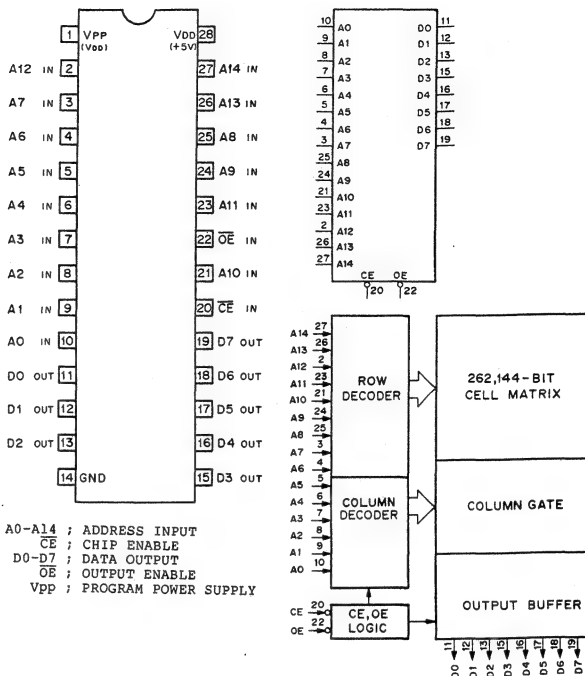 1 VPP (VDD) VDD (+5V) 28
A12 IN 2 27 A14 IN
A7 IN 3 26 A13 IN
A6 IN 4 25 A8 IN
A5 IN 5 24 A9 IN
A4 IN 6 23 A11 IN
A3 IN 7 22 OE IN
A2 IN 8 21 A10 IN
A1 IN 9 20 CE IN
A0 IN 10 19 D7 OUT
D0 OUT 11 18 D6 OUT
D1 OUT 12 17 D5 OUT
D2 OUT 13 16 D4 OUT
14 GND 15 D3 OUT
A0-A14 ; ADDRESS INPUT
CE ; CHIP ENABLE
D0-D7 ; DATA OUTPUT
OE ; OUTPUT ENABLE
VPP ; PROGRAM POWER SUPPLY
10 A0 D0 11
9 A1 D1 12
8 A2 D2 13
7 A3 D3 15
6 A4 D4 16
5 A5 D5 17
4 A6 D6 18
3 A7 D7 19
25 A8
24 A9
21 A10
23 A11
2 A12
26 A13
27 A14
CE OE
20 22
A14 27
A13 26
A12 2
A11 23
A10 21
A9 24
A8 25
A7 3
A6 4
A5 5
A4 6
A3 7
A2 8
A1 9
A0 10
ROW
DECODER
COLUMN
DECODER
262,144-BIT
CELL MATRIX
COLUMN GATE
OUTPUT BUFFER
CE 20
OE 22
CE, OE
LOGIC
11 12 13 15 16 17 18 19
D0 D1 D2 D3 D4 D5 D6 D7